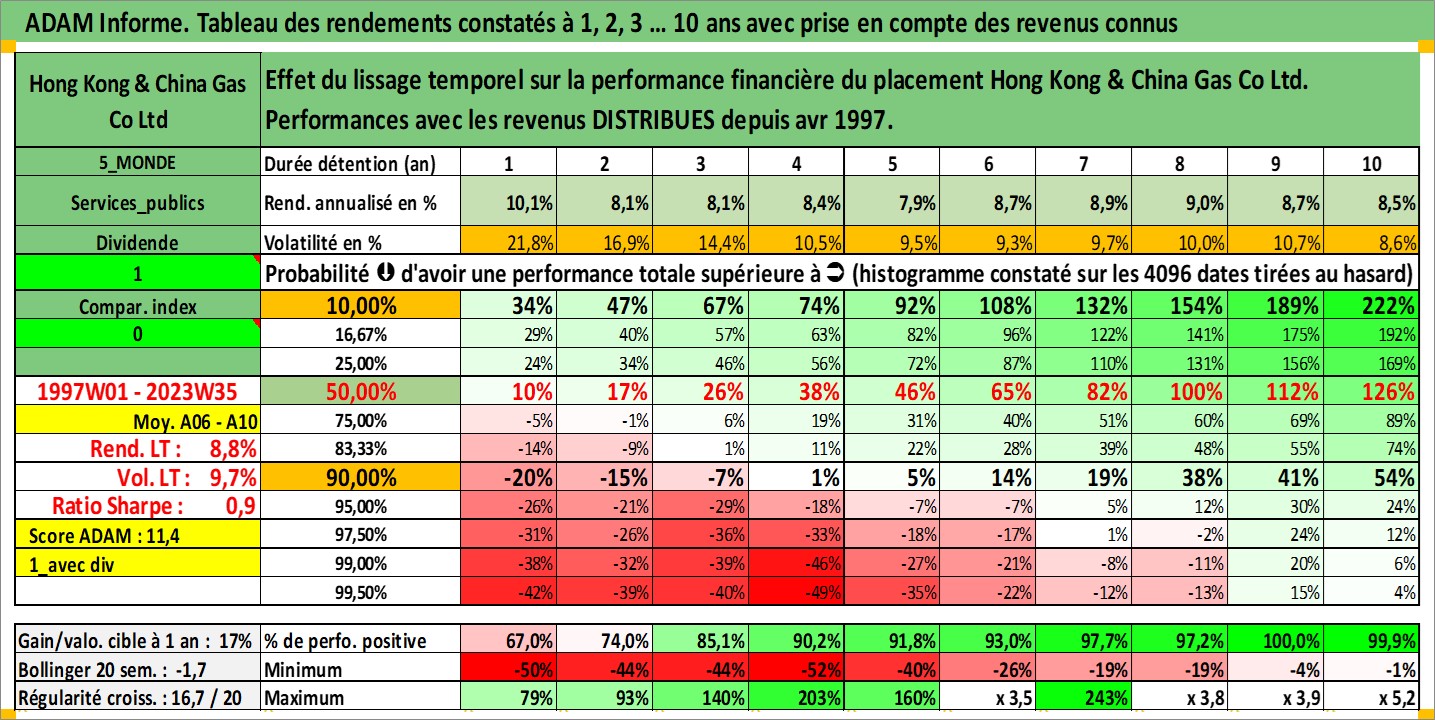 ADAM Informe. Tableau des rendements constatés à 1, 2, 3 ... 10 ans avec prise en compte des revenus connus
Hong Kong & China Gas Co Ltd
Effet du lissage temporel sur la performance financière du placement Hong Kong & China Gas Co Ltd.
Performances avec les revenus DISTRIBUES depuis avr 1997.
5_MONDE Durée détention (an) 1 2 3 4 5 6 7 8 9 10
Services_publics Rend. annualisé en % 10,1% 8,1% 8,1% 8,4% 7,9% 8,7% 8,9% 9,0% 8,7% 8,5%
Dividende Volatilité en % 21,8% 16,9% 14,4% 10,5% 9,5% 9,3% 9,7% 10,0% 10,7% 8,6%
1 Probabilité ⬇ d'avoir une performance totale supérieure à ➲ (histogramme constaté sur les 4096 dates tirées au hasard)
Compar. index 10,00% 34% 47% 67% 74% 92% 108% 132% 154% 189% 222%
0 16,67% 29% 40% 57% 63% 82% 96% 122% 141% 175% 192%
25,00% 24% 34% 46% 56% 72% 87% 110% 131% 156% 169%
1997W01 - 2023W35 50,00% 10% 17% 26% 38% 46% 65% 82% 100% 112% 126%
Moy. A06 - A10 75,00% -5% -1% 6% 19% 31% 40% 51% 60% 69% 89%
Rend. LT : 8,8% 83,33% -14% -9% 1% 11% 22% 28% 39% 48% 55% 74%
Vol. LT : 9,7% 90,00% -20% -15% -7% 1% 5% 14% 19% 38% 41% 54%
Ratio Sharpe : 0,9 95,00% -26% -21% -29% -18% -7% -7% 5% 12% 30% 24%
Score ADAM : 11,4 97,50% -31% -26% -36% -33% -18% -17% 1% -2% 24% 12%
1_avec div 99,00% -38% -32% -39% -46% -27% -21% -8% -11% 20% 6%
99,50% -42% -39% -40% -49% -35% -22% -12% -13% 15% 4%
Gain/valo. cible à 1 an : 17% % de perfo. positive 67,0% 74,0% 85,1% 90,2% 91,8% 93,0% 97,7% 97,2% 100,0% 99,9%
Bollinger 20 sem. : -1,7 Minimum -50% -44% -44% -52% -40% -26% -19% -19% -4% -1%
Régularité croiss. : 16,7 / 20 Maximum 79% 93% 140% 203% 160% x 3,5 243% x 3,8 x 3,9 x 5,2